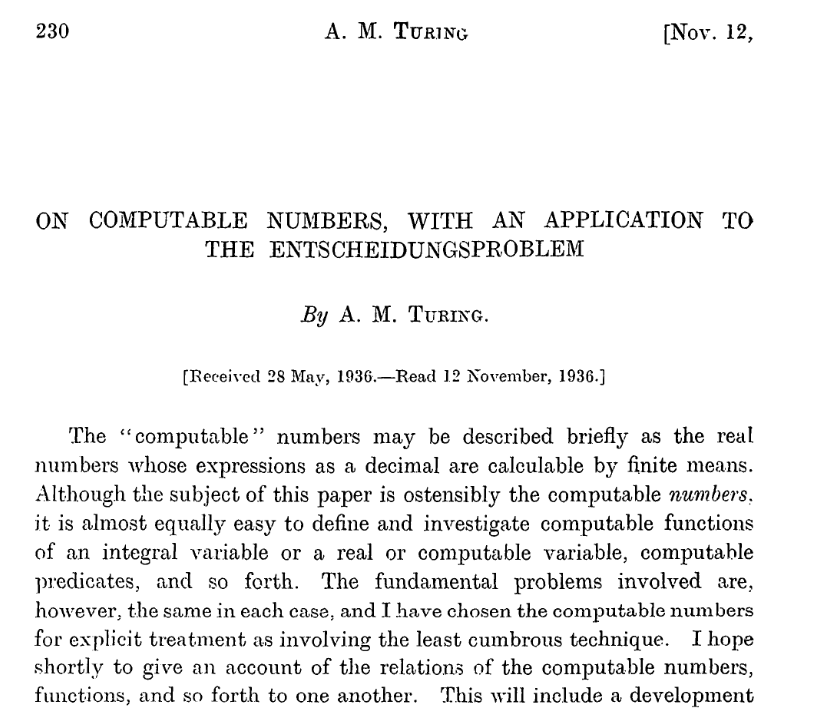 230 A. M. TURING [Nov. 12,
ON COMPUTABLE NUMBERS, WITH AN APPLICATION TO
THE ENTSCHEIDUNGSPROBLEM
By A. M. TURING.
[Received 28 May, 1936.—Read 12 November, 1936.]
The “computable” numbers may be described briefly as the real
numbers whose expressions as a decimal are calculable by finite means.
Although the subject of this paper is ostensibly the computable numbers,
it is almost equally easy to define and investigate computable functions
of an integral variable or a real or computable variable, computable
predicates, and so forth. The fundamental problems involved are,
however, the same in each case, and I have chosen the computable numbers
for explicit treatment as involving the least cumbrous technique. I hope
shortly to give an account of the relations of the computable numbers,
functions, and so forth to one another. This will include a development